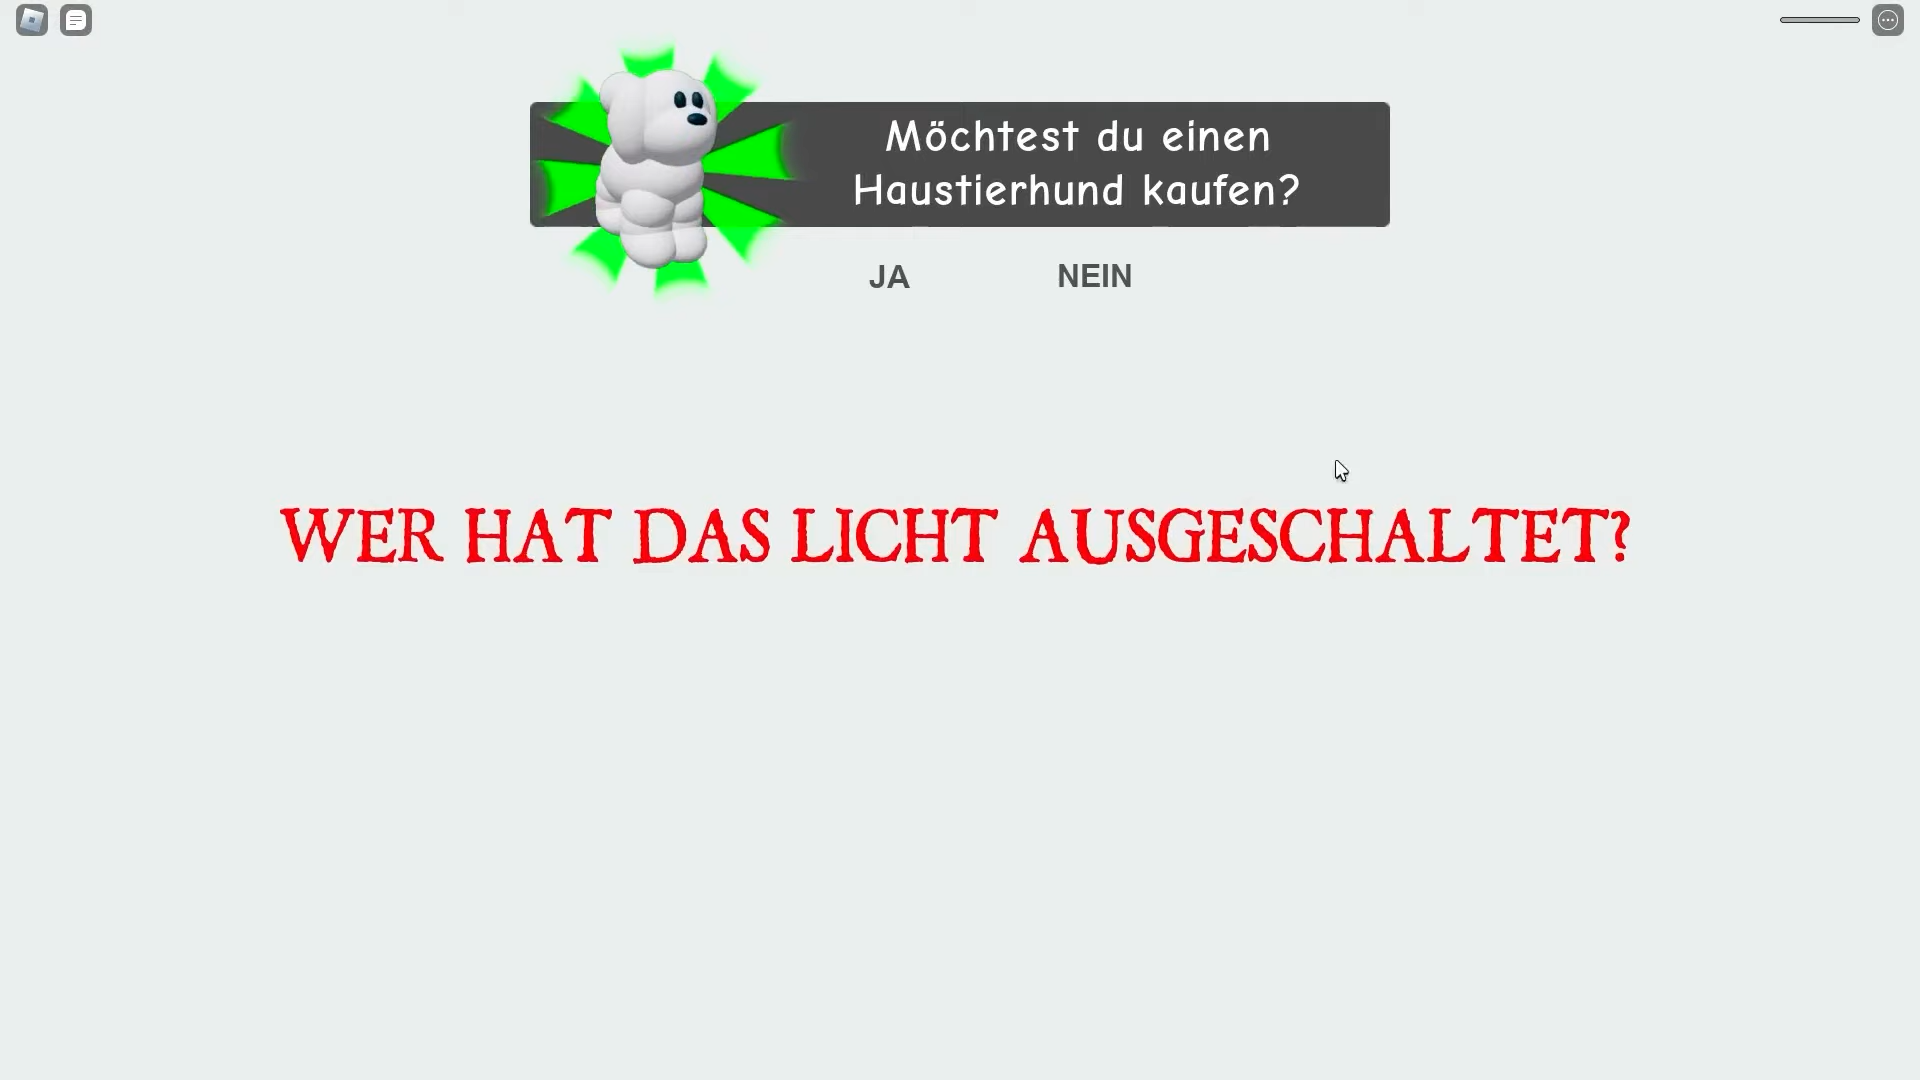 Möchtest du einen
Haustierhund kaufen?
JA NEIN
WER HAT DAS LICHT AUSGESCHALTET?